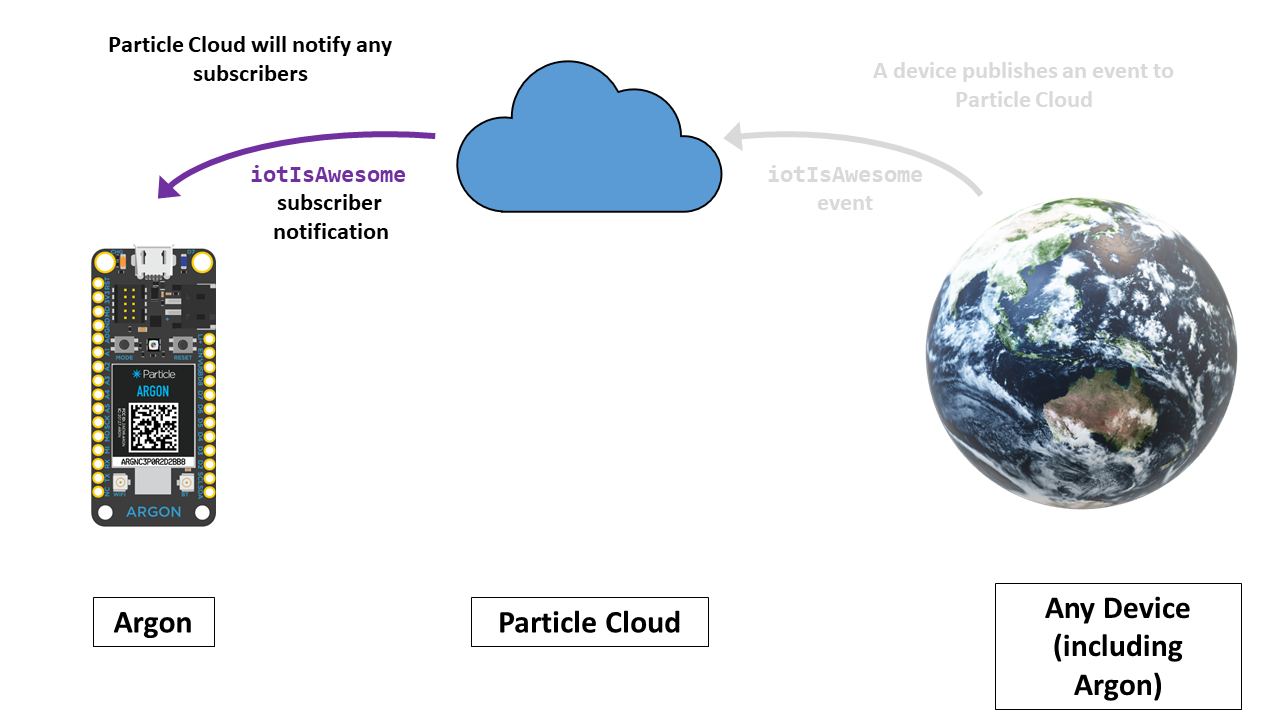 Particle Cloud will notify any
subscribers
A device publishes an event to
Particle Cloud
iotIsAwesome
subscriber
notification
iotIsAwesome
event
MODE
RESET
Particle
ARGON
ARGNC3P0R2D2BBB
WIFI
BT
ARGON
Argon
Particle Cloud
Any Device
(including
Argon)